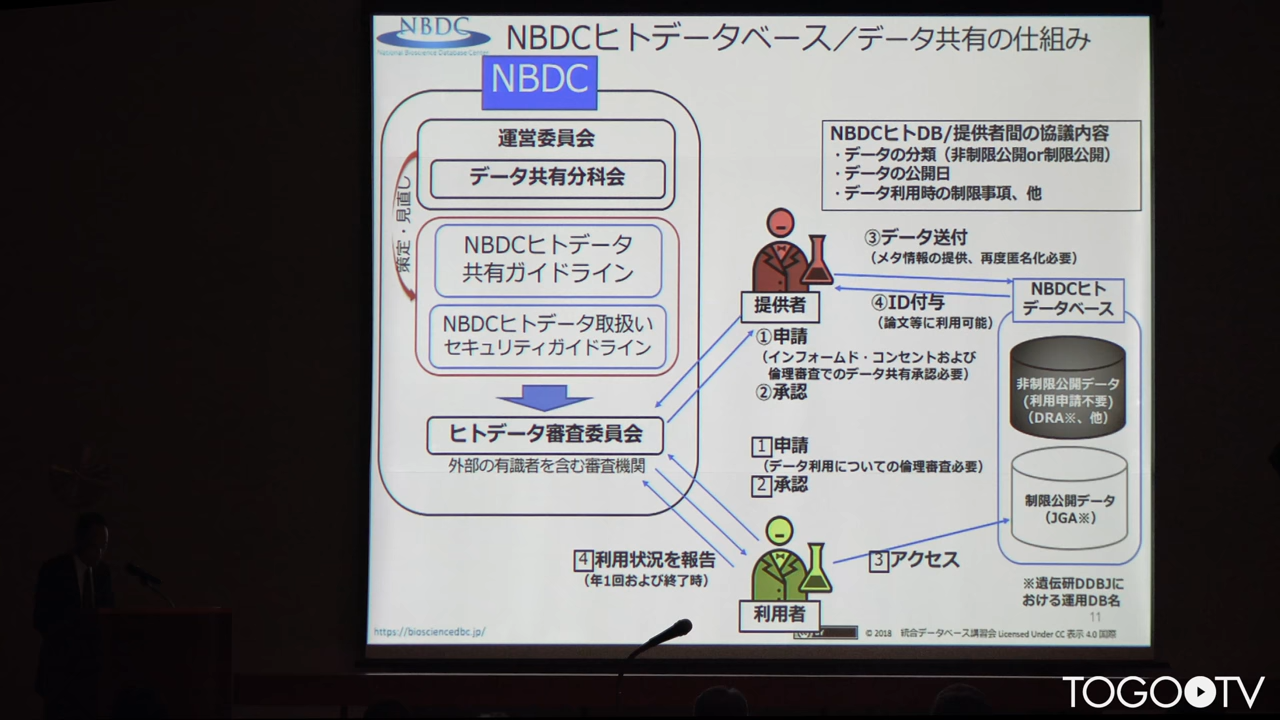 NBDC
National Bioscience Database Center
NBDCヒトデータベース／データ共有の仕組み
NBDC
運営委員会
データ共有分科会
策定・見直し
NBDCヒトデータ
共有ガイドライン
NBDCヒトデータ取扱い
セキュリティガイドライン
ヒトデータ審査委員会
外部の有識者を含む審査機関
NBDCヒトDB/提供者間の協議内容
・データの分類（非制限公開or制限公開）
・データの公開日
・データ利用時の制限事項、他
③データ送付
（メタ情報の提供、再度匿名化必要）
④ID付与
（論文等に利用可能）
提供者
NBDCヒト
データベース
①申請
（インフォームド・コンセントおよび
倫理審査でのデータ共有承認必要）
②承認
非制限公開データ
(利用申請不要)
（DRA※、他）
1申請
（データ利用についての倫理審査必要）
2承認
制限公開データ
（JGA※）
4利用状況を報告
（年1回および終了時）
3アクセス
利用者
※遺伝研DDBJに
おける運用DB名
11
https://biosciencedbc.jp/
© 2018 統合データベース講習会 Licensed Under CC 表示 4.0 国際
TOGO TV